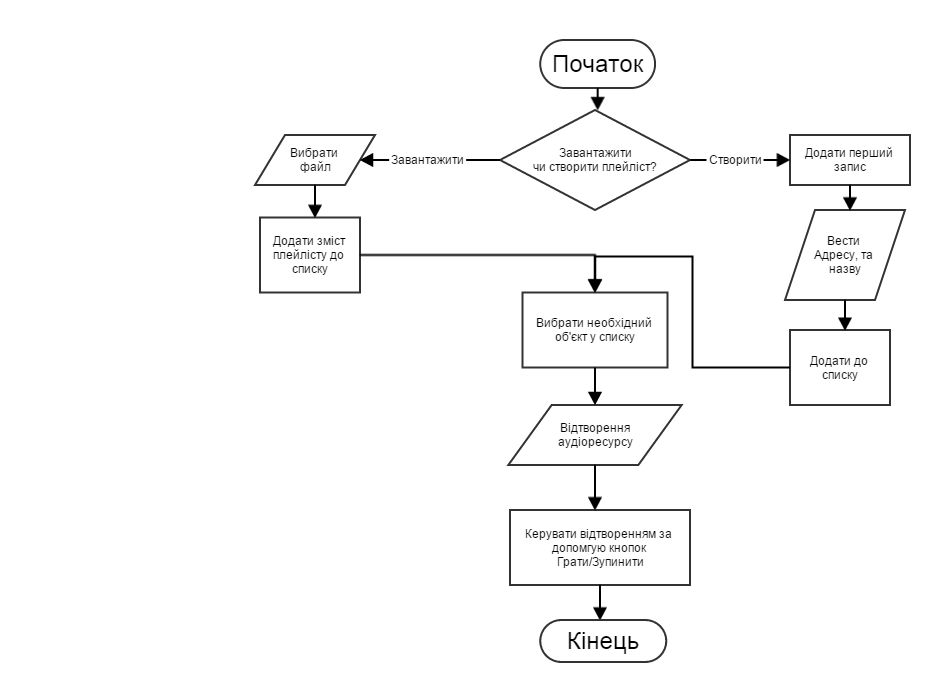 Початок
Завантажити
чи створити плейліст?
Завантажити
Створити
Вибрати
файл
Додати перший
запис
Додати зміст
плейлісту до
списку
Вести
Адресу, та
назву
Вибрати необхідний
об'єкт у списку
Додати до
списку
Відтворення
аудіоресурсу
Керувати відтворенням за
допомгую кнопок
Грати/Зупинити
Кінець